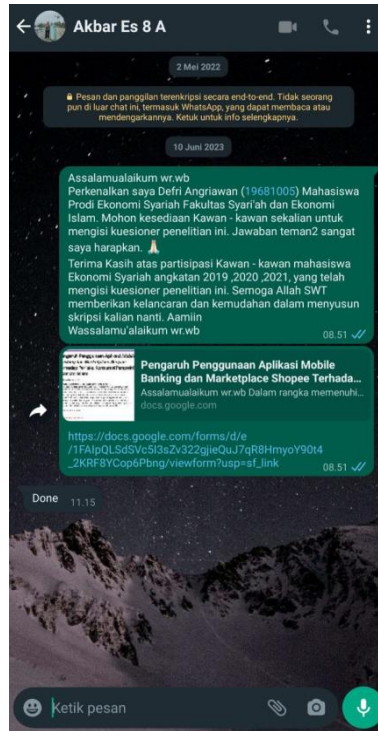 Akbar Es 8 A
2 Mei 2022
Pesan dan panggilan terenkripsi secara end-to-end. Tidak seorang
pun di luar chat ini, termasuk WhatsApp, yang dapat membaca atau
mendengarkannya. Ketuk untuk info selengkapnya.
10 Juni 2023
Assalamualaikum wr.wb
Perkenalkan saya Defri Angriawan (19681005) Mahasiswa
Prodi Ekonomi Syariah Fakultas Syari'ah dan Ekonomi
Islam. Mohon kesediaan Kawan - kawan sekalian untuk
mengisi kuesioner penelitian ini. Jawaban teman2 sangat
saya harapkan. 🙏🏻
Terima Kasih atas partisipasi Kawan - kawan mahasiswa
Ekonomi Syariah angkatan 2019 ,2020 ,2021, yang telah
mengisi kuesioner penelitian ini. Semoga Allah SWT
memberikan kelancaran dan kemudahan dalam menyusun
skripsi kalian nanti. Aamiin
Wassalamu'alaikum wr.wb
08.51
Pengaruh Penggunaan Aplikasi Mobile
Banking dan Marketplace Shopee Terhada...
Assalamualaikum wr.wb Dalam rangka memenuhi...
docs.google.com
https://docs.google.com/forms/d/e
/1FAIpQLSdSVc5I3sZv322gjieQuJ7qR8HmyoY90t4
_2KRF8YCop6Pbng/viewform?usp=sf_link
08.51
Done 11.15
Ketik pesan